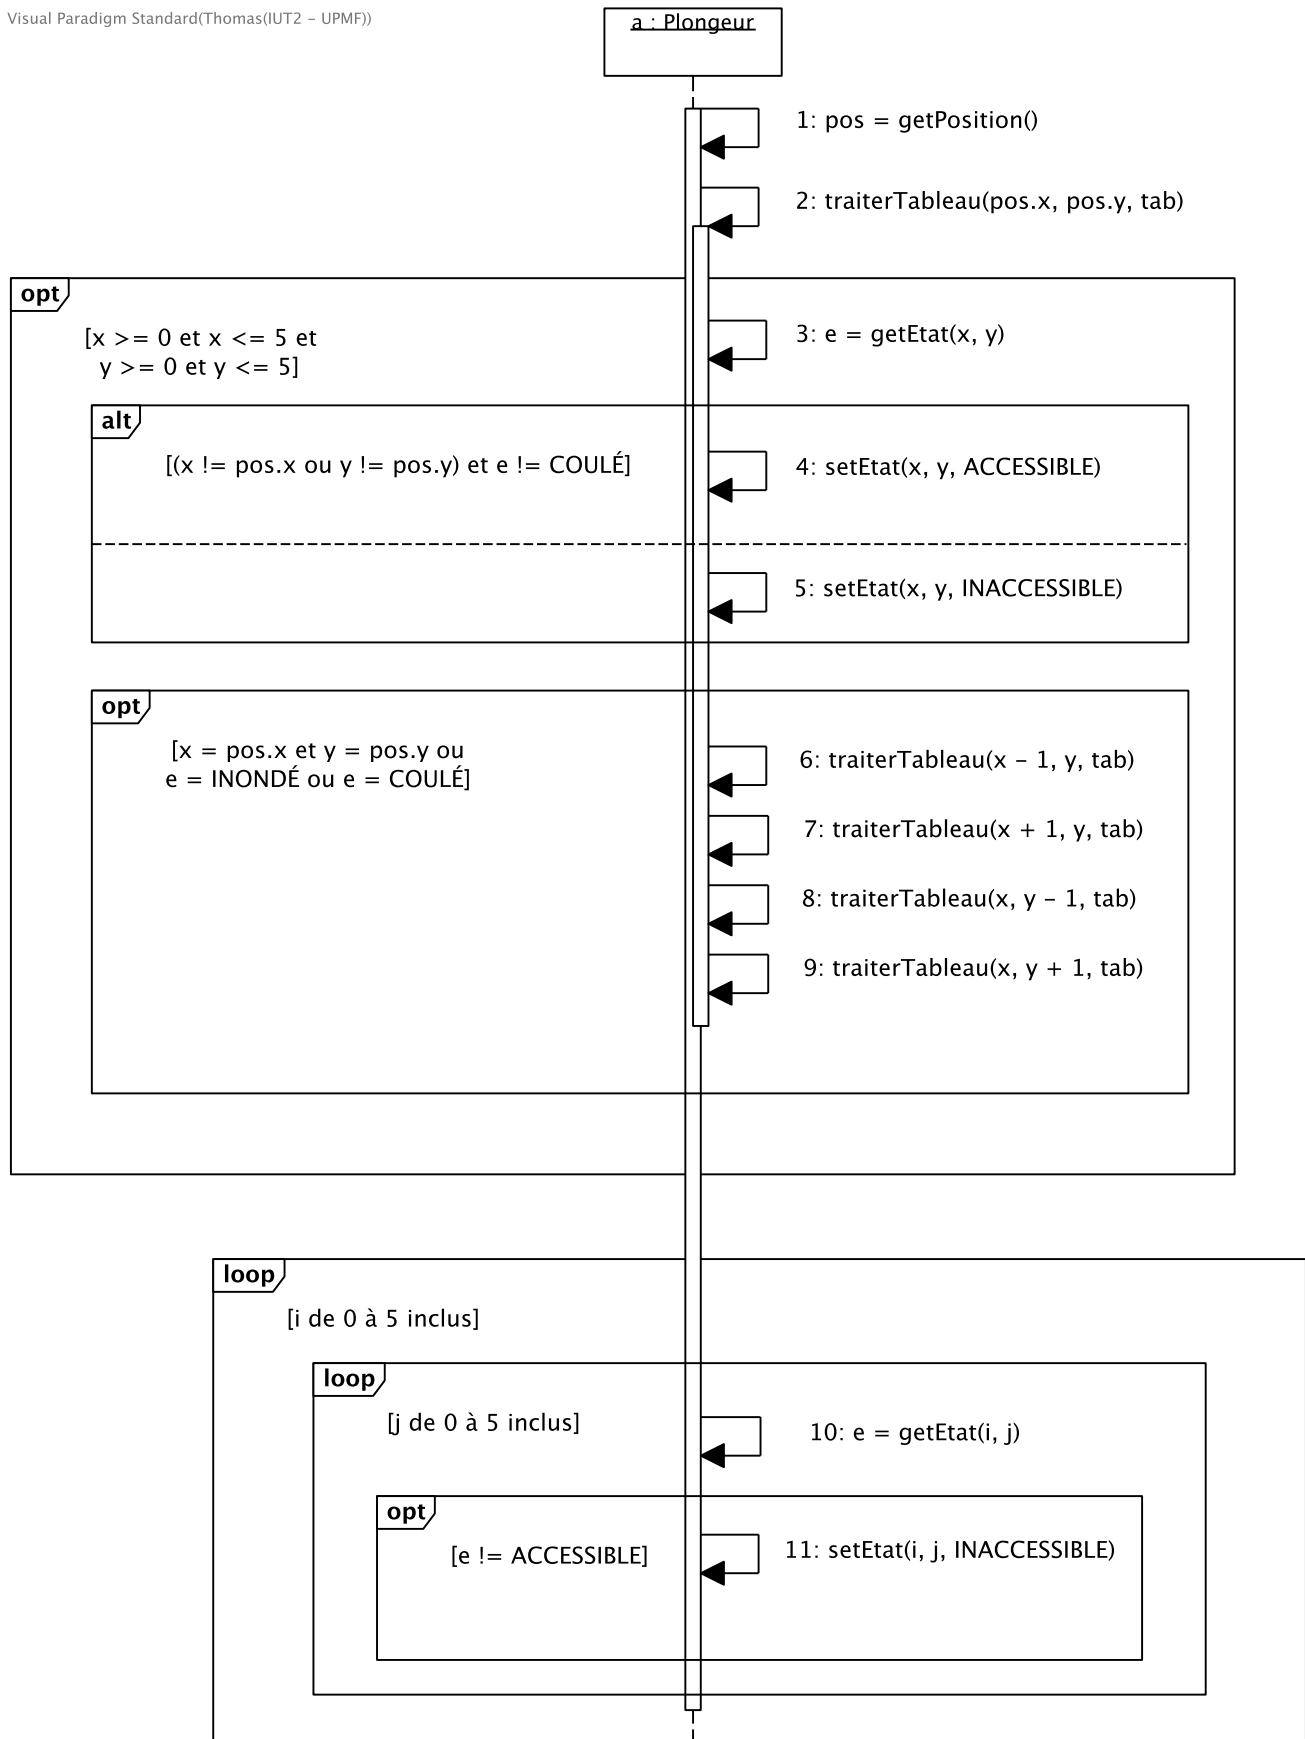 Visual Paradigm Standard(Thomas(IUT2 - UPMF))
a : Plongeur
1: pos = getPosition()
2: traiterTableau(pos.x, pos.y, tab)
opt
[x >= 0 et x <= 5 et
y >= 0 et y <= 5]
3: e = getEtat(x, y)
alt
[(x != pos.x ou y != pos.y) et e != COULÉ]
4: setEtat(x, y, ACCESSIBLE)
5: setEtat(x, y, INACCESSIBLE)
opt
[x = pos.x et y = pos.y ou
e = INONDÉ ou e = COULÉ]
6: traiterTableau(x - 1, y, tab)
7: traiterTableau(x + 1, y, tab)
8: traiterTableau(x, y - 1, tab)
9: traiterTableau(x, y + 1, tab)
loop
[i de 0 à 5 inclus]
loop
[j de 0 à 5 inclus]
10: e = getEtat(i, j)
opt
[e != ACCESSIBLE]
11: setEtat(i, j, INACCESSIBLE)